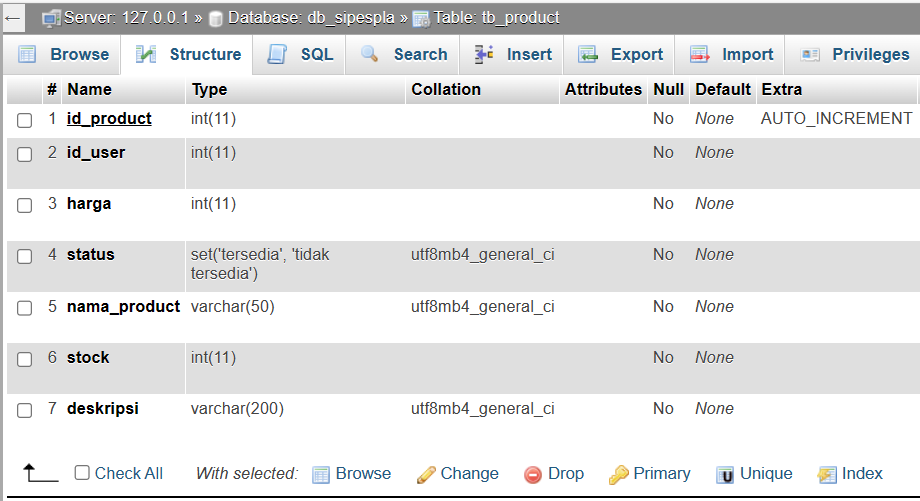 ← Server: 127.0.0.1 » Database: db_sipespla » Table: tb_product
Browse Structure SQL Search Insert Export Import Privileges
# Name Type Collation Attributes Null Default Extra
1 id_product int(11) No None AUTO_INCREMENT
2 id_user int(11) No None
3 harga int(11) No None
4 status set('tersedia', 'tidak utf8mb4_general_ci No None
tersedia')
5 nama_product varchar(50) utf8mb4_general_ci No None
6 stock int(11) No None
7 deskripsi varchar(200) utf8mb4_general_ci No None
Check All With selected: Browse Change Drop Primary Unique Index